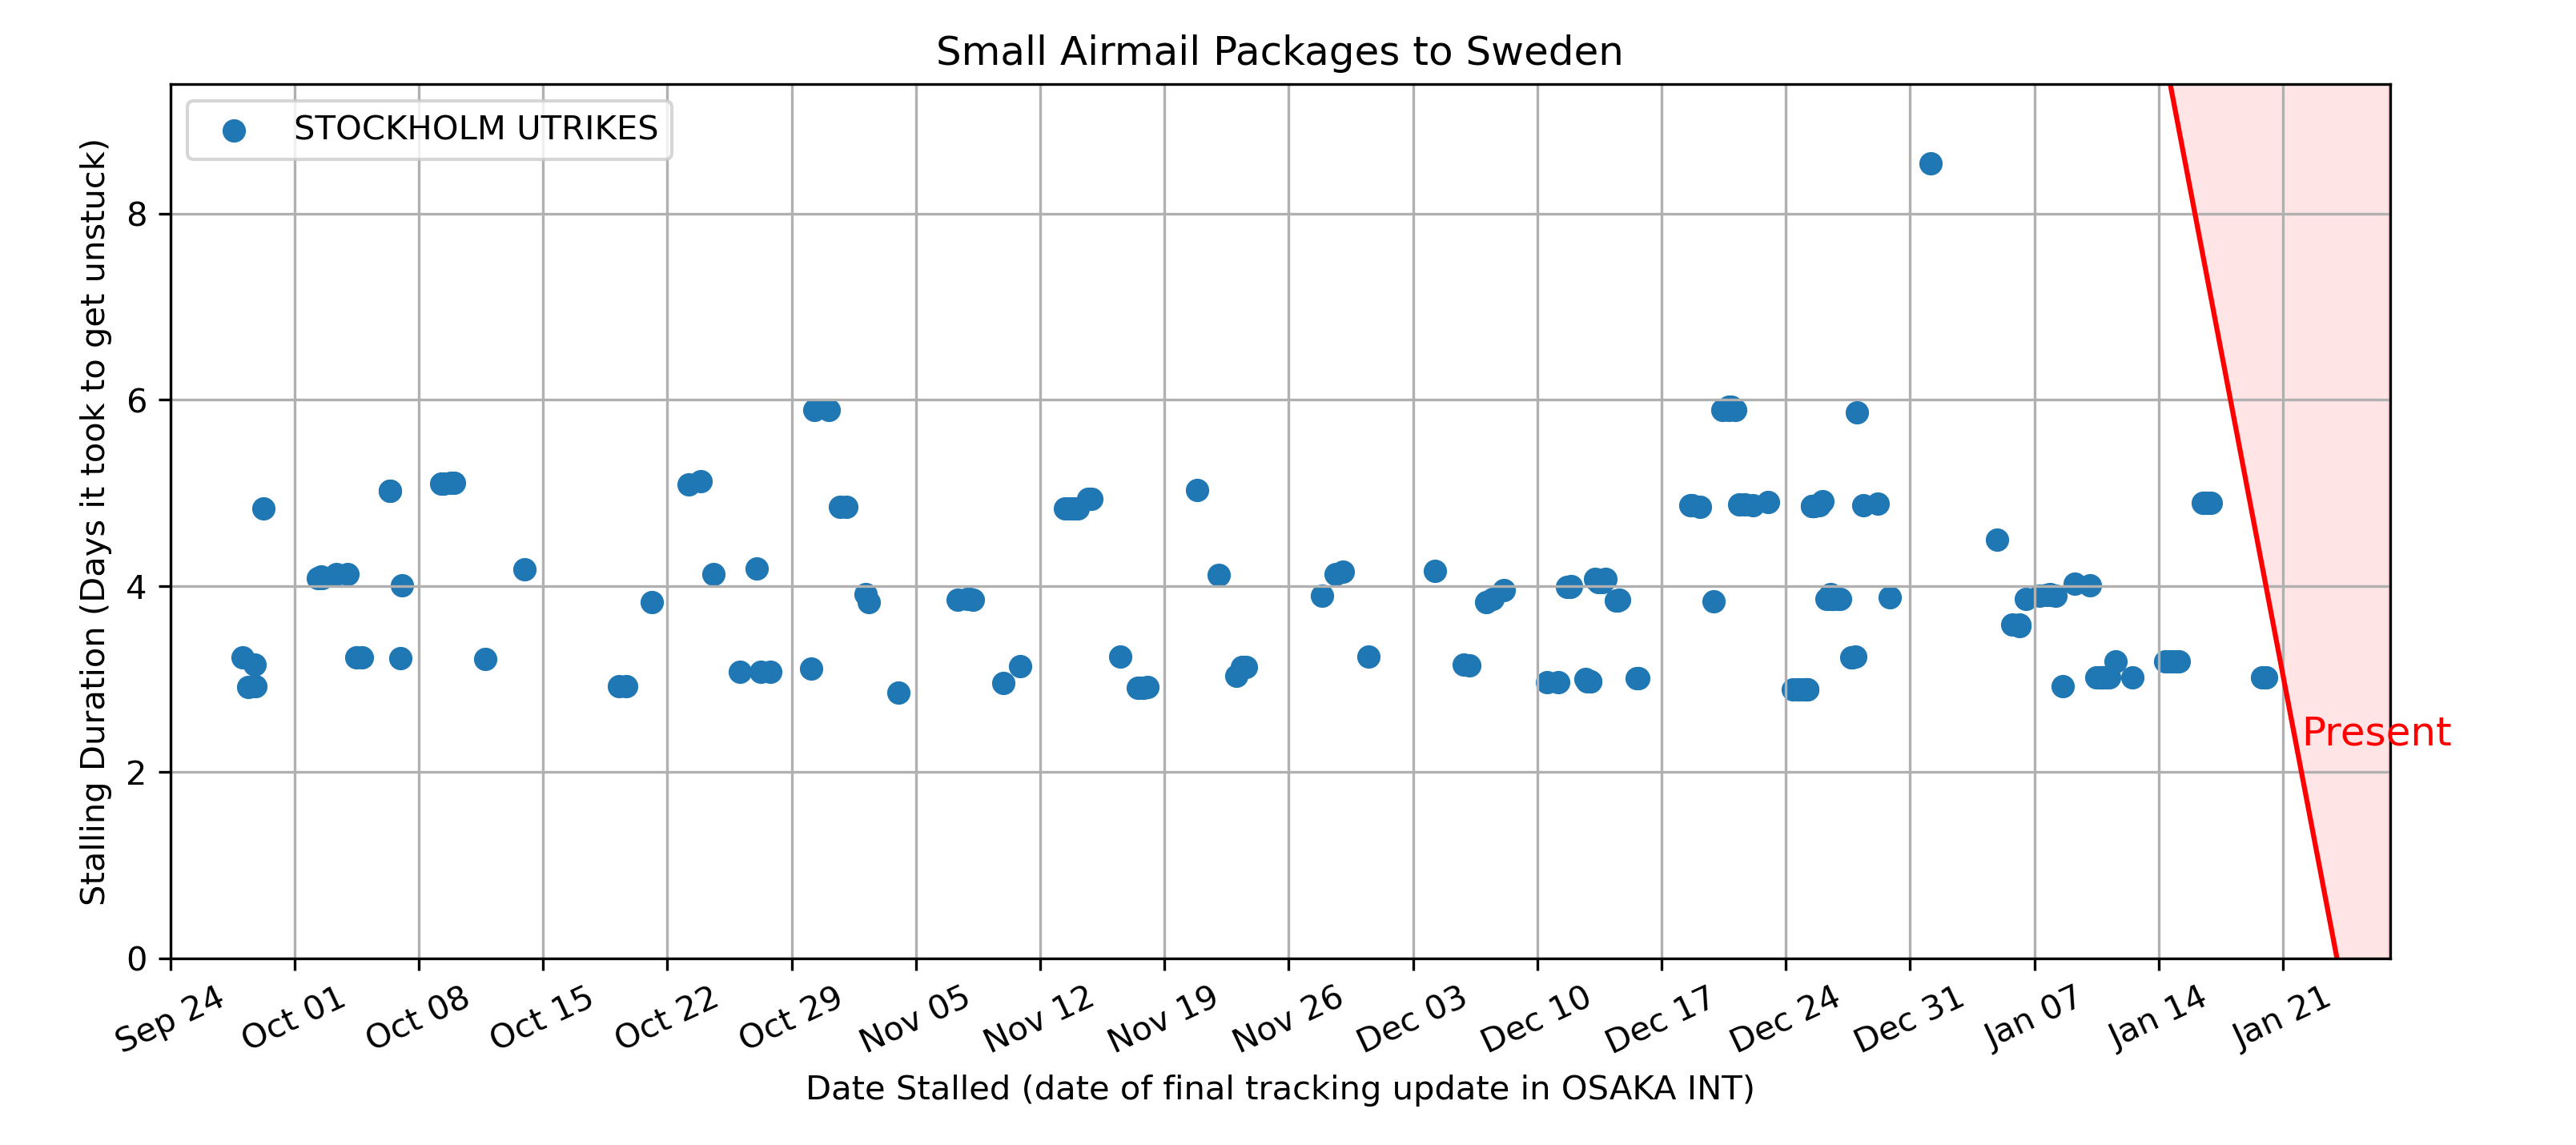 Small Airmail Packages to Sweden
STOCKHOLM UTRIKES
Stalling Duration (Days it took to get unstuck)
8
6
4
2
0
Present
Sep 24
Oct 01
Oct 08
Oct 15
Oct 22
Oct 29
Nov 05
Nov 12
Nov 19
Nov 26
Dec 03
Dec 10
Dec 17
Dec 24
Dec 31
Jan 07
Jan 14
Jan 21
Date Stalled (date of final tracking update in OSAKA INT)